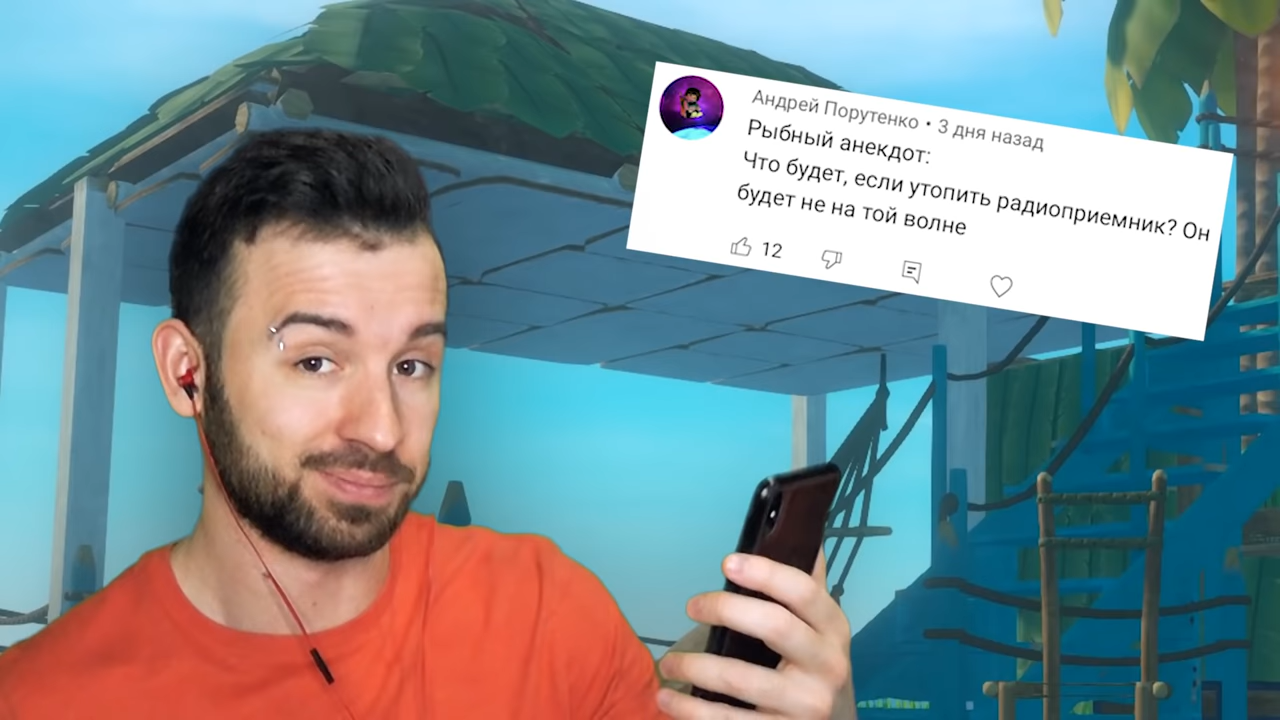 Андрей Порутенко • 3 дня назад
Рыбный анекдот:
Что будет, если утопить радиоприемник? Он
будет не на той волне
12